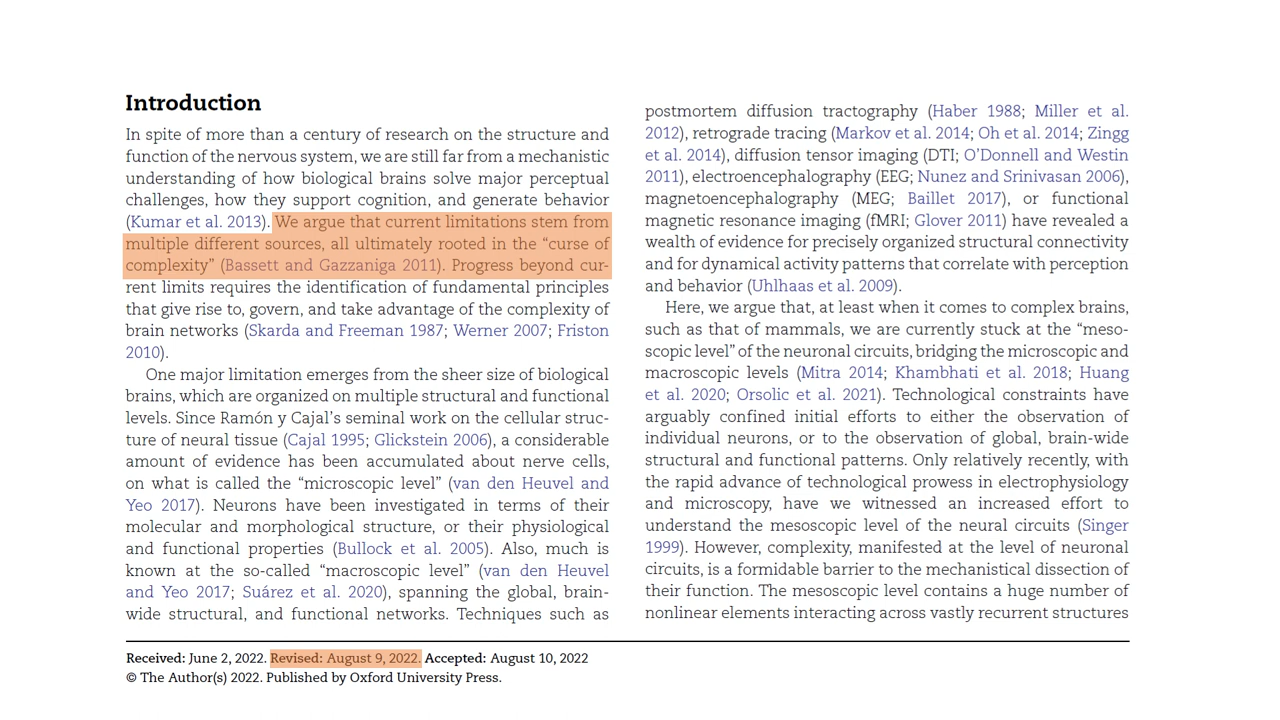 Introduction
In spite of more than a century of research on the structure and
function of the nervous system, we are still far from a mechanistic
understanding of how biological brains solve major perceptual
challenges, how they support cognition, and generate behavior
(Kumar et al. 2013). We argue that current limitations stem from
multiple different sources, all ultimately rooted in the “curse of
complexity” (Bassett and Gazzaniga 2011). Progress beyond cur-
rent limits requires the identification of fundamental principles
that give rise to, govern, and take advantage of the complexity of
brain networks (Skarda and Freeman 1987; Werner 2007; Friston
2010).
One major limitation emerges from the sheer size of biological
brains, which are organized on multiple structural and functional
levels. Since Ramón y Cajal’s seminal work on the cellular struc-
ture of neural tissue (Cajal 1995; Glickstein 2006), a considerable
amount of evidence has been accumulated about nerve cells,
on what is called the “microscopic level” (van den Heuvel and
Yeo 2017). Neurons have been investigated in terms of their
molecular and morphological structure, or their physiological
and functional properties (Bullock et al. 2005). Also, much is
known at the so-called “macroscopic level” (van den Heuvel
and Yeo 2017; Suárez et al. 2020), spanning the global, brain-
wide structural, and functional networks. Techniques such as
postmortem diffusion tractography (Haber 1988; Miller et al.
2012), retrograde tracing (Markov et al. 2014; Oh et al. 2014; Zingg
et al. 2014), diffusion tensor imaging (DTI; O’Donnell and Westin
2011), electroencephalography (EEG; Nunez and Srinivasan 2006),
magnetoencephalography (MEG; Baillet 2017), or functional
magnetic resonance imaging (fMRI; Glover 2011) have revealed a
wealth of evidence for precisely organized structural connectivity
and for dynamical activity patterns that correlate with perception
and behavior (Uhlhaas et al. 2009).
Here, we argue that, at least when it comes to complex brains,
such as that of mammals, we are currently stuck at the “meso-
scopic level” of the neuronal circuits, bridging the microscopic and
macroscopic levels (Mitra 2014; Khambhati et al. 2018; Huang
et al. 2020; Orsolic et al. 2021). Technological constraints have
arguably confined initial efforts to either the observation of
individual neurons, or to the observation of global, brain-wide
structural and functional patterns. Only relatively recently, with
the rapid advance of technological prowess in electrophysiology
and microscopy, have we witnessed an increased effort to
understand the mesoscopic level of the neural circuits (Singer
1999). However, complexity, manifested at the level of neuronal
circuits, is a formidable barrier to the mechanistical dissection of
their function. The mesoscopic level contains a huge number of
nonlinear elements interacting across vastly recurrent structures
Received: June 2, 2022. Revised: August 9, 2022. Accepted: August 10, 2022
© The Author(s) 2022. Published by Oxford University Press.